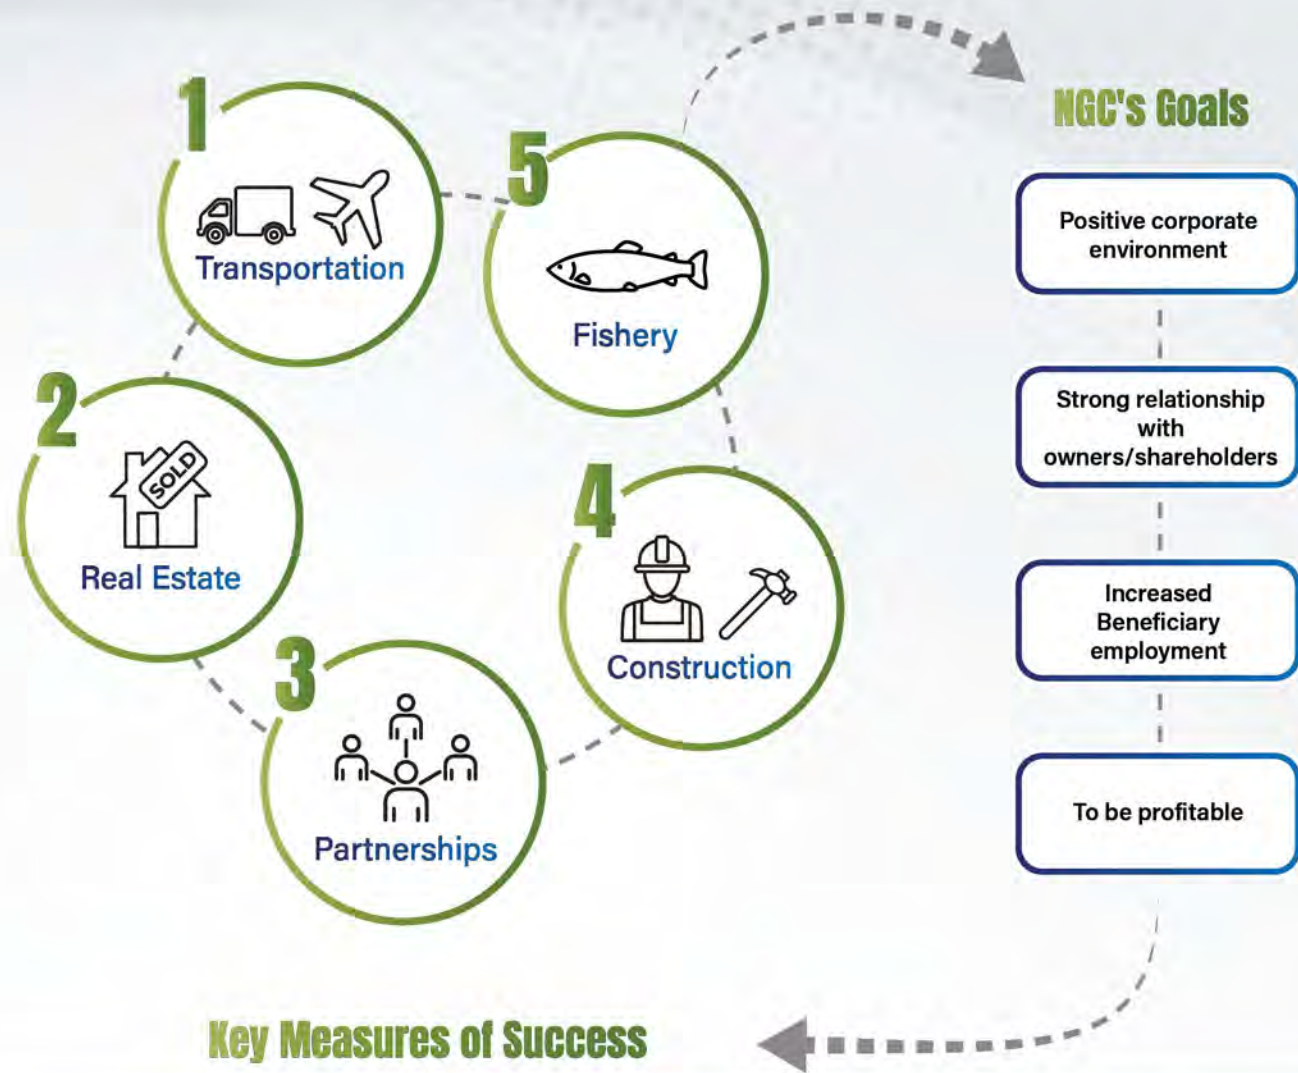 1
Transportation
2
SOLD
Real Estate
3
Partnerships
4
Construction
5
Fishery
NGC's Goals
Positive corporate
environment
Strong relationship
with
owners/shareholders
Increased
Beneficiary
employment
To be profitable
Key Measures of Success